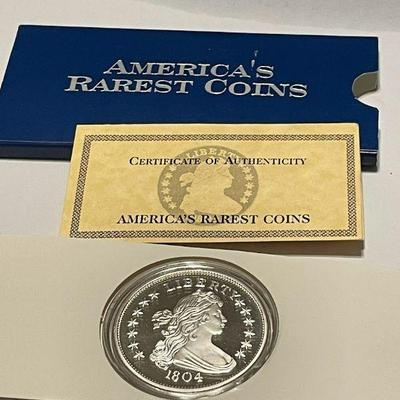 AMERICA'S
RAREST COINS
LIBERTY
CERTIFICATE OF AUTHENTICITY
AMERICA'S RAREST COINS
LIBERTY
1804